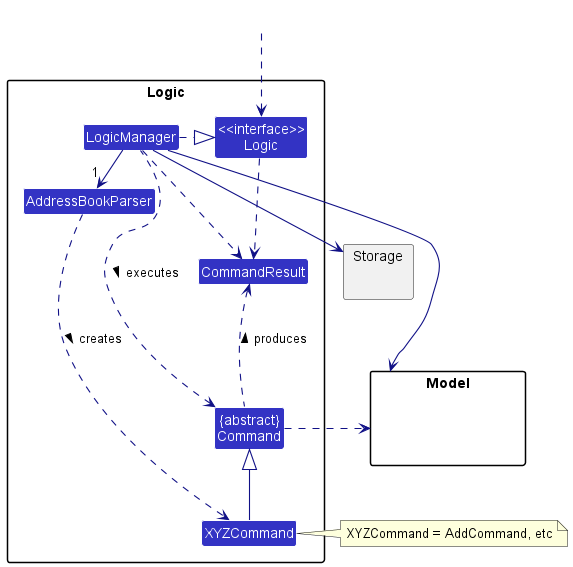 Logic
LogicManager
<<interface>>
Logic
1
AddressBookParser
Storage
CommandResult
executes
creates
produces
Model
{abstract}
Command
XYZCommand
XYZCommand = AddCommand, etc